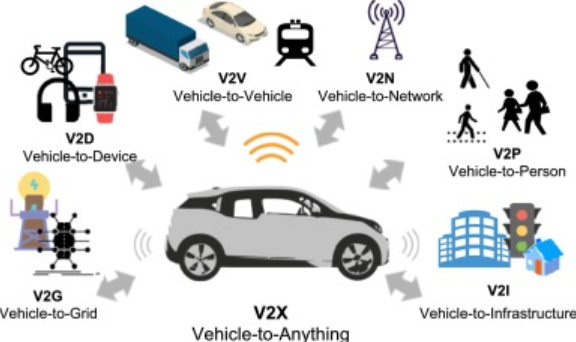 V2V
Vehicle-to-Vehicle
V2N
Vehicle-to-Network
V2D
Vehicle-to-Device
V2P
Vehicle-to-Person
V2G
Vehicle-to-Grid
V2X
Vehicle-to-Anything
V2I
Vehicle-to-Infrastructure